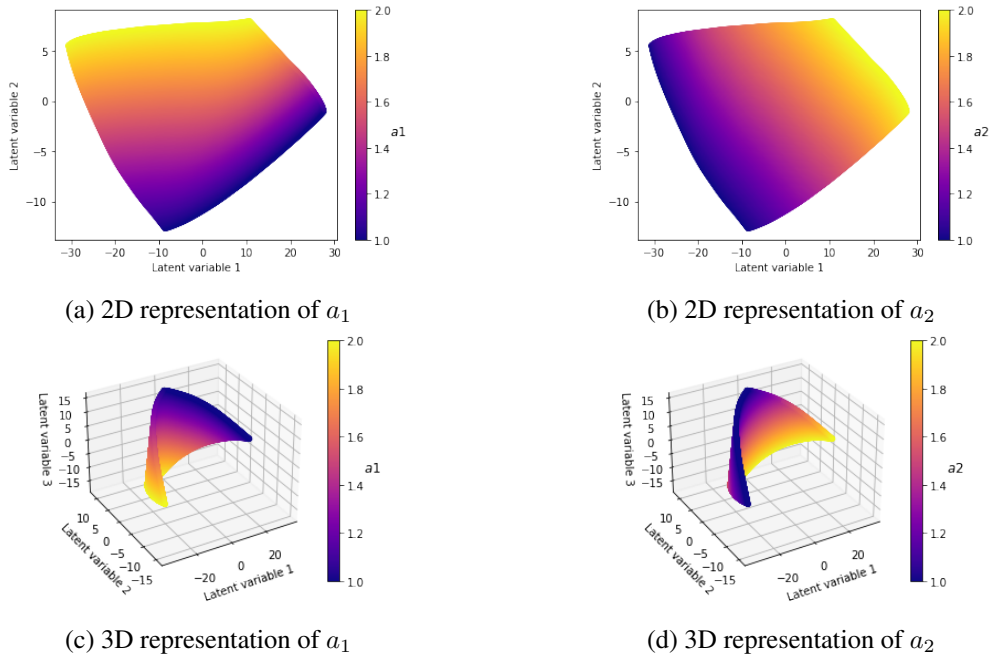 2.0
5
1.8
0
1.6
a1
−5
1.4
−10
1.2
1.0
−30 −20 −10 0 10 20 30
Latent variable 1
Latent variable 2
(a) 2D representation of a1
2.0
5
1.8
0
1.6
a2
−5
1.4
−10
1.2
1.0
−30 −20 −10 0 10 20 30
Latent variable 1
Latent variable 2
(b) 2D representation of a2
2.0
1.8
1.6
a1
1.4
1.2
1.0
15
10
5
0
−5
−10
−15
Latent variable 3
10
5
0
−5
−10
−15
Latent variable 2
−20 0 20
Latent variable 1
(c) 3D representation of a1
2.0
1.8
1.6
a2
1.4
1.2
1.0
15
10
5
0
−5
−10
−15
Latent variable 3
10
5
0
−5
−10
−15
Latent variable 2
−20 0 20
Latent variable 1
(d) 3D representation of a2